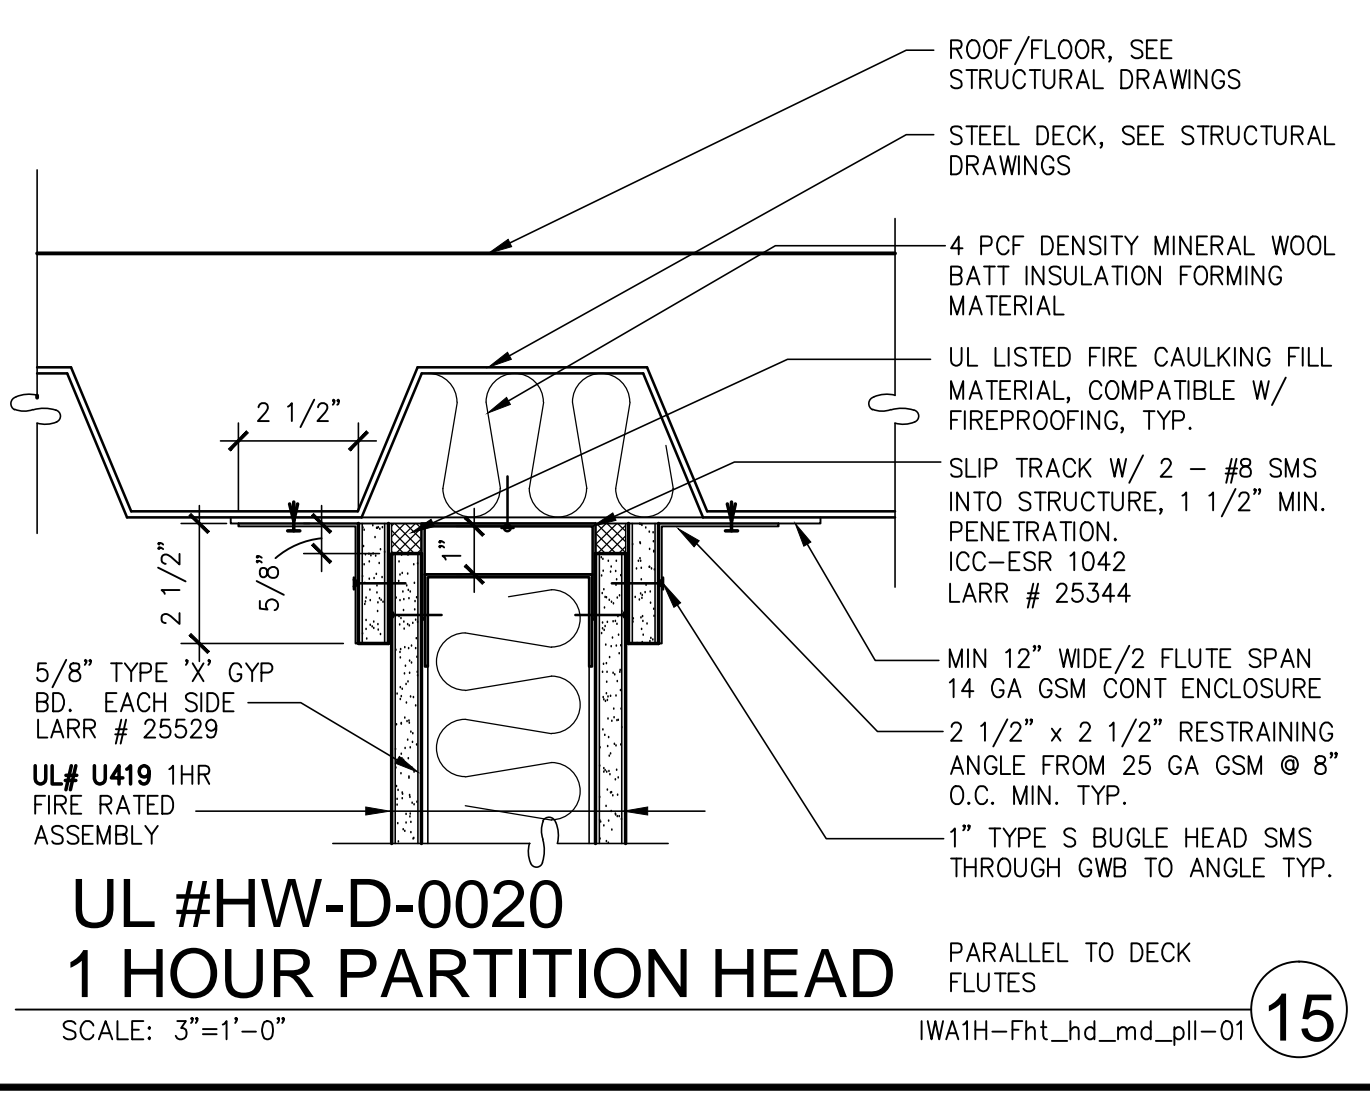 ROOF/FLOOR, SEE
STRUCTURAL DRAWINGS
STEEL DECK, SEE STRUCTURAL
DRAWINGS
4 PCF DENSITY MINERAL WOOL
BATT INSULATION FORMING
MATERIAL
UL LISTED FIRE CAULKING FILL
MATERIAL, COMPATIBLE W/
FIREPROOFING, TYP.
SLIP TRACK W/ 2 – #8 SMS
INTO STRUCTURE, 1 1/2" MIN.
PENETRATION.
ICC–ESR 1042
LARR # 25344
MIN 12" WIDE/2 FLUTE SPAN
14 GA GSM CONT ENCLOSURE
2 1/2" x 2 1/2" RESTRAINING
ANGLE FROM 25 GA GSM @ 8"
O.C. MIN. TYP.
1" TYPE S BUGLE HEAD SMS
THROUGH GWB TO ANGLE TYP.
2 1/2"
2 1/2"
5/8"
1"
5/8" TYPE 'X' GYP
BD. EACH SIDE
LARR # 25529
UL# U419 1HR
FIRE RATED
ASSEMBLY
UL #HW-D-0020
1 HOUR PARTITION HEAD
PARALLEL TO DECK
FLUTES
SCALE: 3"=1'–0"
IWA1H–Fht_hd_md_pll–01
15